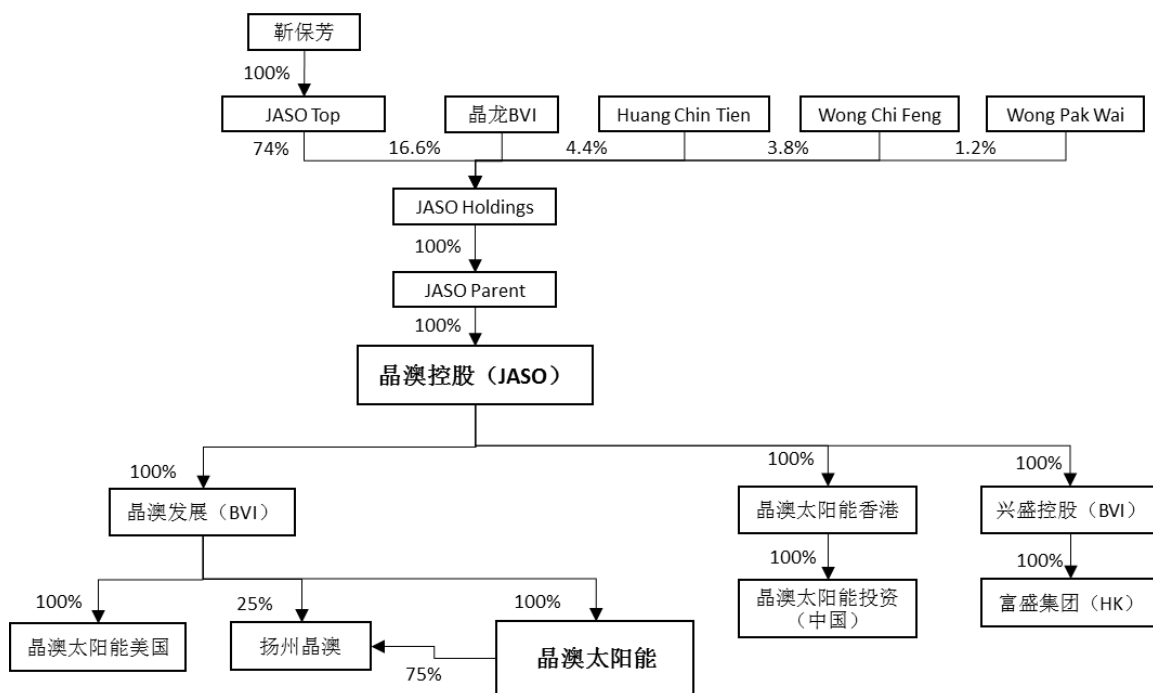 靳保芳
100%
JASO Top
晶龙BVI
Huang Chin Tien
Wong Chi Feng
Wong Pak Wai
74%
16.6%
4.4%
3.8%
1.2%
JASO Holdings
100%
JASO Parent
100%
晶澳控股（JASO）
100%
100%
100%
晶澳发展（BVI）
晶澳太阳能香港
兴盛控股（BVI）
100%
100%
100%
25%
100%
晶澳太阳能投资
（中国）
富盛集团（HK）
晶澳太阳能美国
扬州晶澳
晶澳太阳能
75%